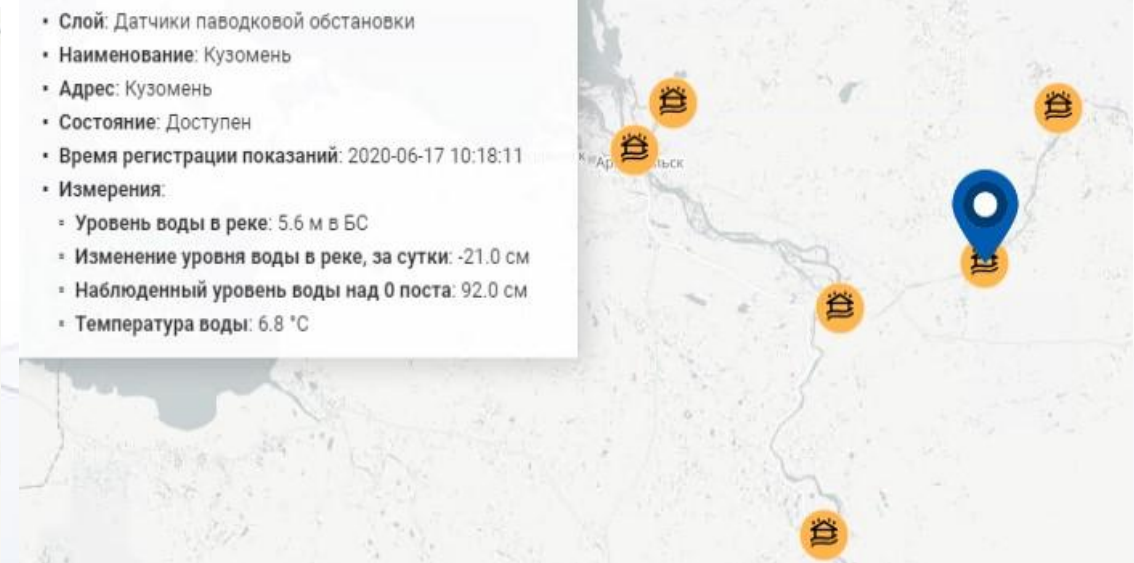 Слой: Датчики паводковой обстановки
Наименование: Кузомень
Адрес: Кузомень
Состояние: Доступен
Время регистрации показаний: 2020-06-17 10:18:11
Измерения:
Уровень воды в реке: 5.6 м в БС
Изменение уровня воды в реке, за сутки: -21.0 см
Наблюденный уровень воды над 0 поста: 92.0 см
Температура воды: 6.8 °C